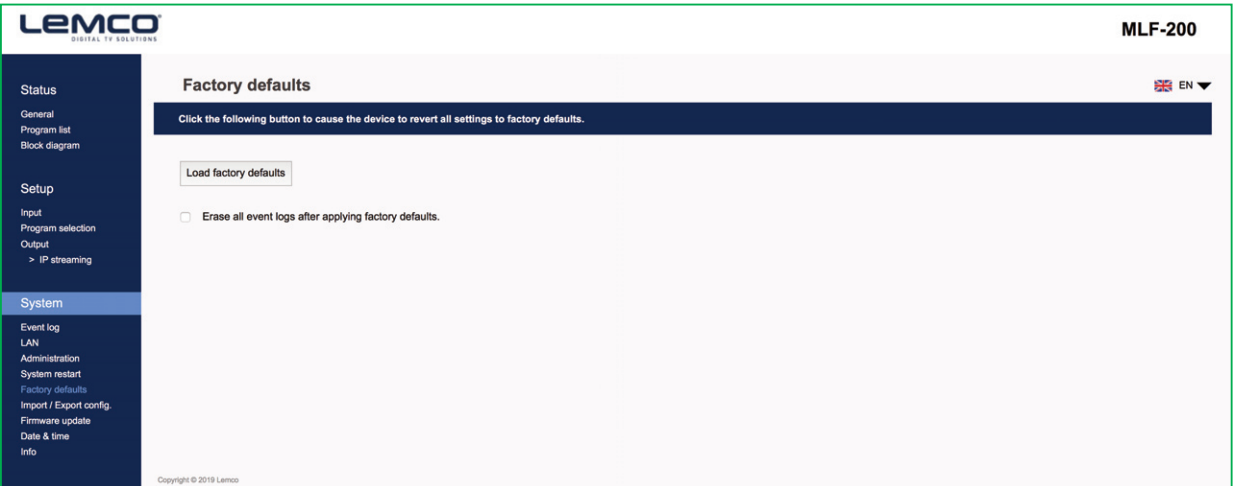 Lemco
DIGITAL TV SOLUTIONS
MLF-200
Status
General
Program list
Block diagram
Setup
Input
Program selection
Output
> IP streaming
System
Event log
LAN
Administration
System restart
Factory defaults
Import / Export config.
Firmware update
Date & time
Info
Factory defaults
EN
Click the following button to cause the device to revert all settings to factory defaults.
Load factory defaults
Erase all event logs after applying factory defaults.
Copyright © 2019 Lemco